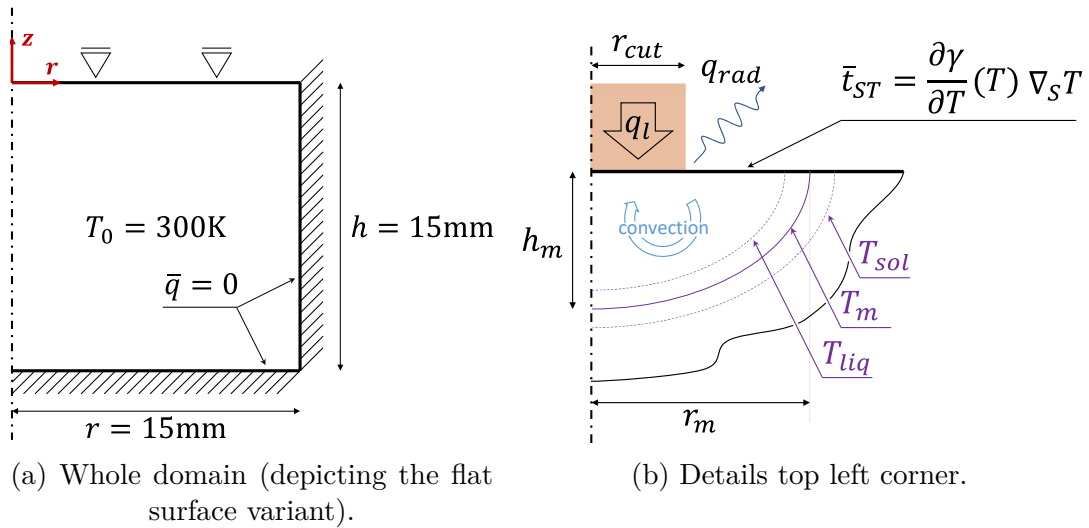 z
r
T₀ = 300K
h = 15mm
q̄ = 0
r = 15mm
(a) Whole domain (depicting the flat
surface variant).
r_cut
q_rad
t̄_ST = ∂γ/∂T (T) ∇_S T
q_l
convection
h_m
T_sol
T_m
T_liq
r_m
(b) Details top left corner.